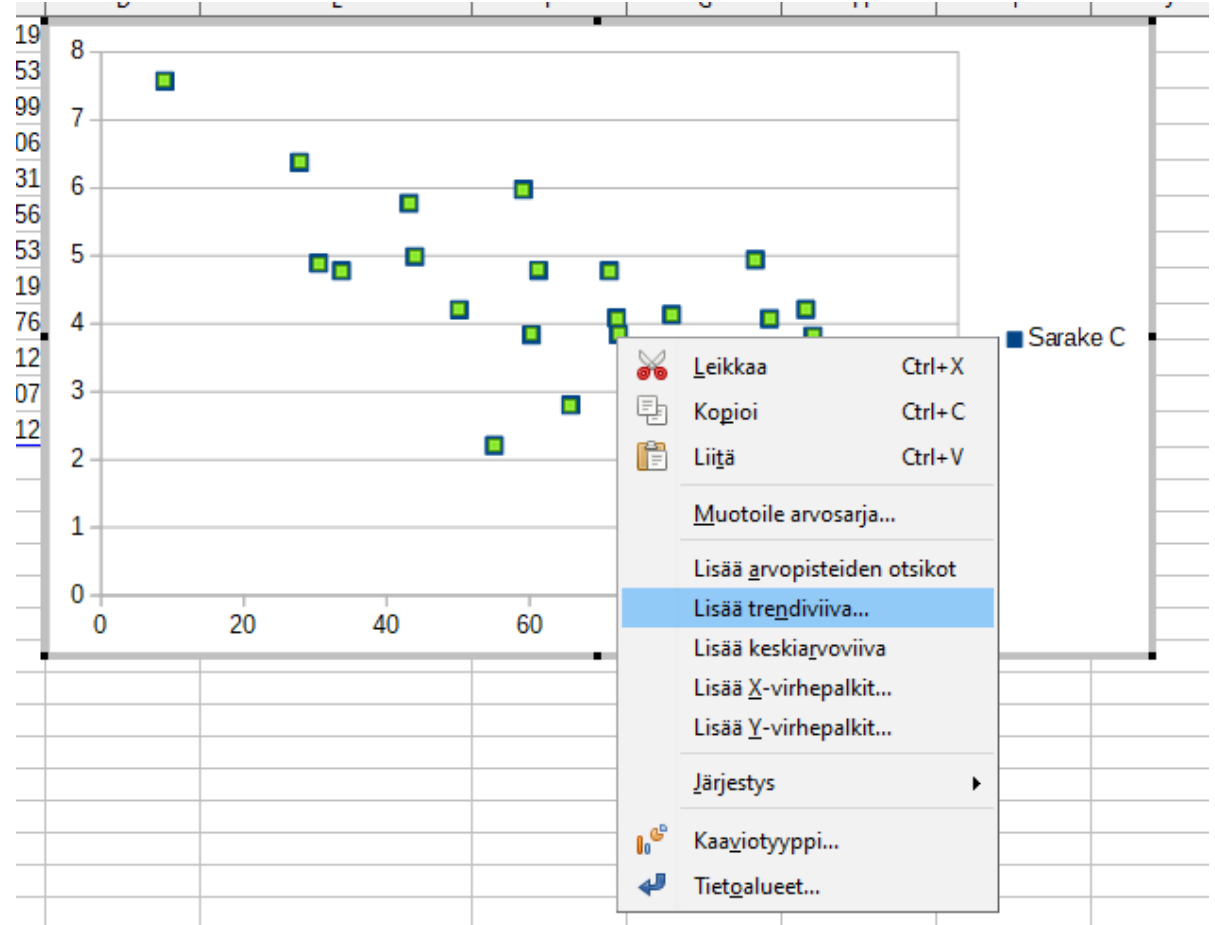 19
53
99
06
31
56
53
19
76
12
07
12
8
7
6
5
4
3
2
1
0
0 20 40 60
Sarake C
Leikkaa Ctrl+X
Kopioi Ctrl+C
Liitä Ctrl+V
Muotoile arvosarja...
Lisää arvopisteiden otsikot
Lisää trendiviiva...
Lisää keskiarvoviiva
Lisää X-virhepalkit...
Lisää Y-virhepalkit...
Järjestys
Kaaviotyyppi...
Tietoalueet...